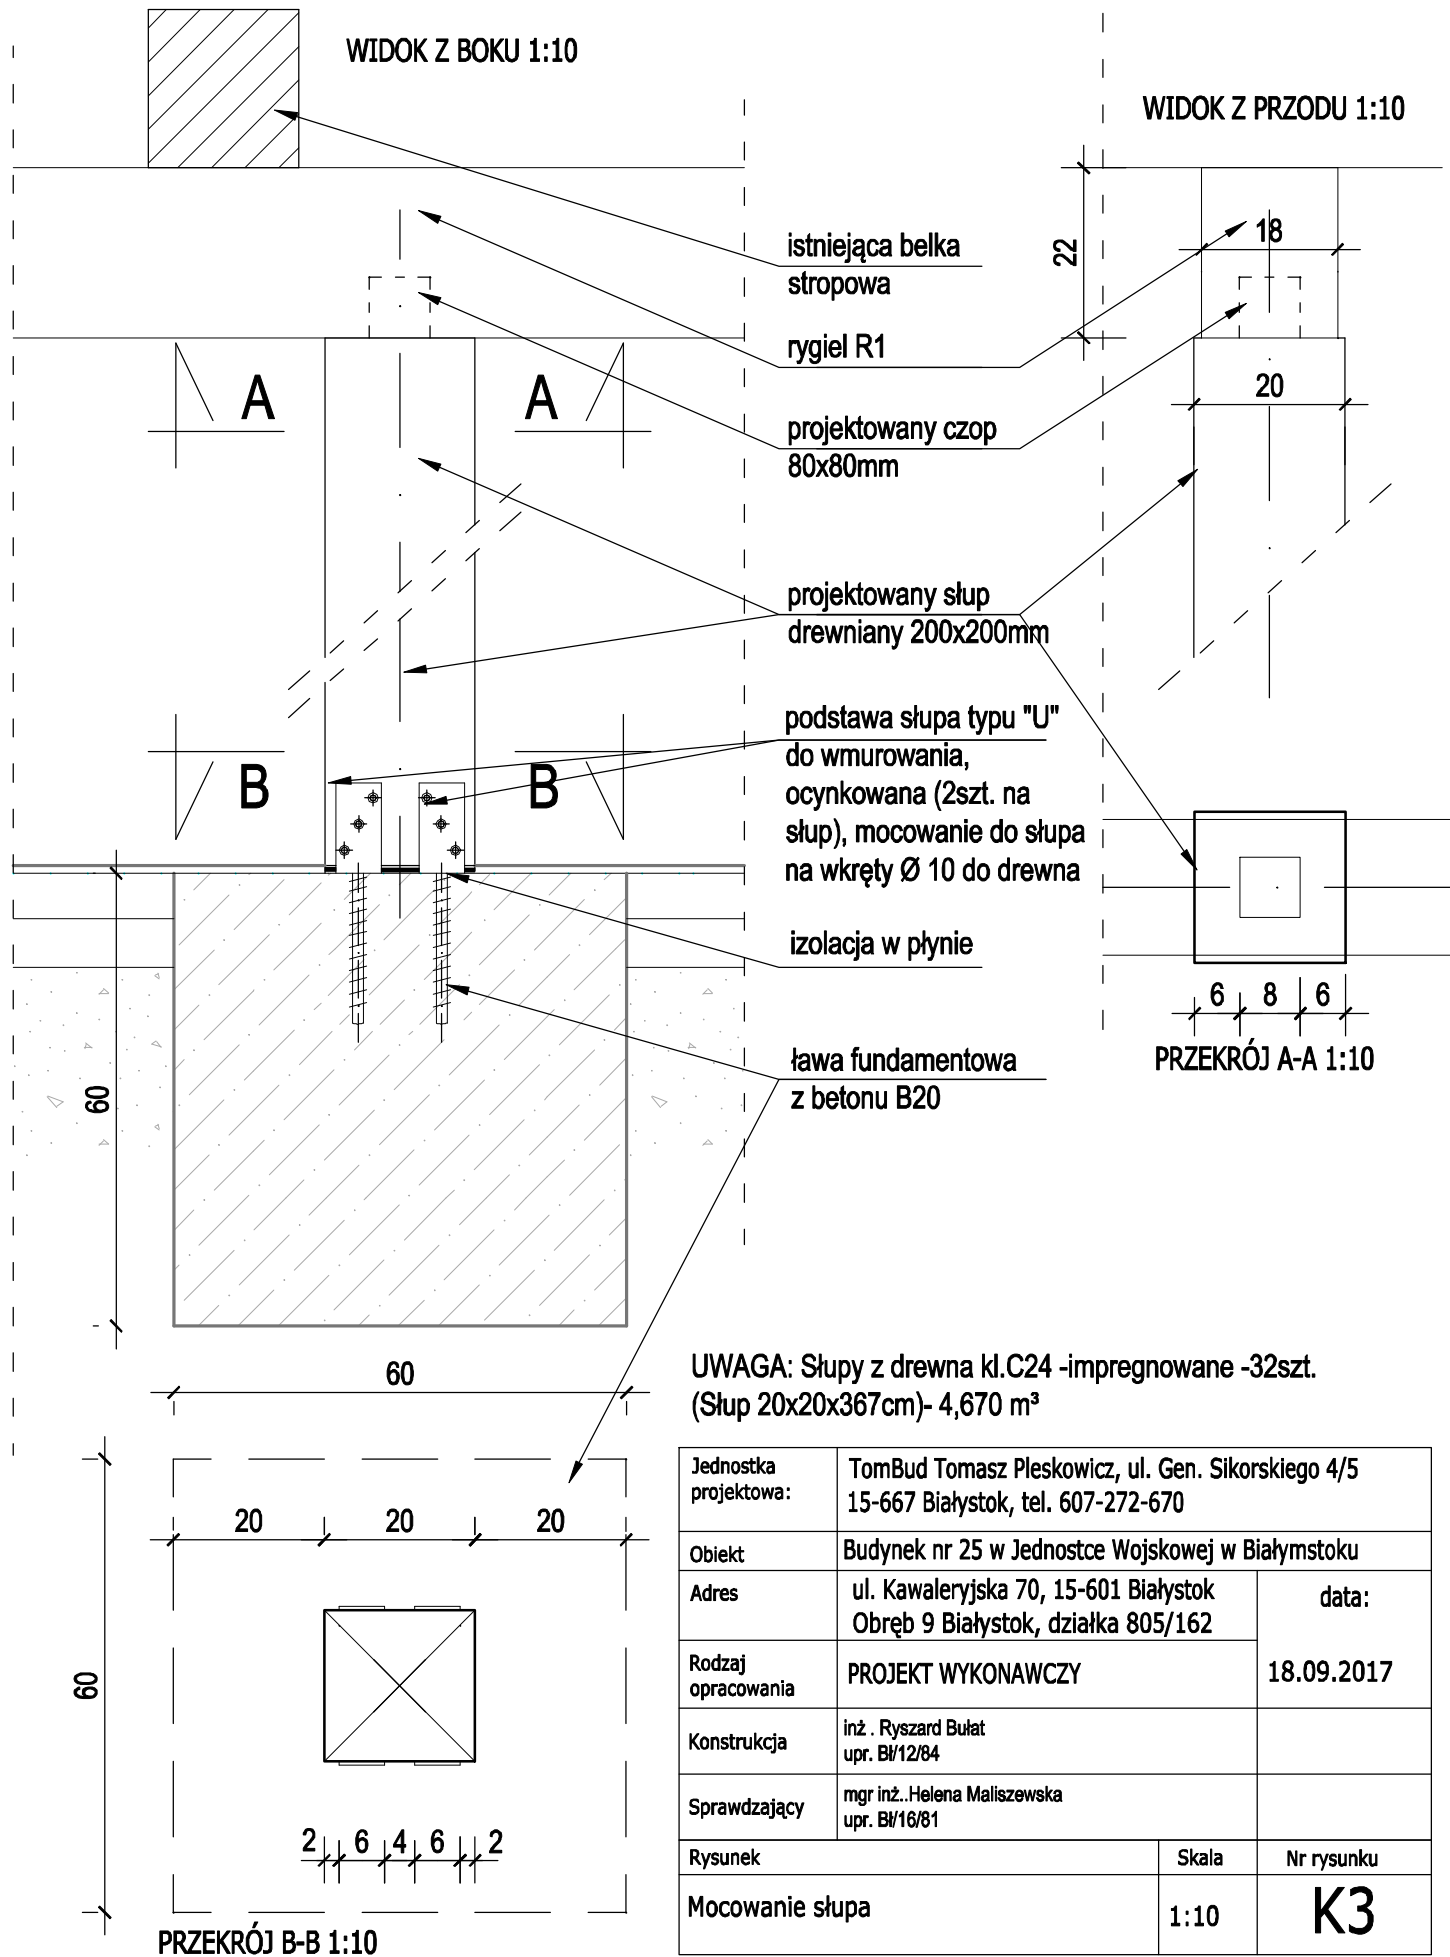 WIDOK Z BOKU 1:10
WIDOK Z PRZODU 1:10
istniejąca belka
stropowa
22
18
rygiel R1
A
A
20
projektowany czop
80x80mm
projektowany słup
drewniany 200x200mm
podstawa słupa typu "U"
do wmurowania,
ocynkowana (2szt. na
słup), mocowanie do słupa
na wkręty Ø 10 do drewna
B
B
izolacja w płynie
6 8 6
PRZEKRÓJ A-A 1:10
ława fundamentowa
z betonu B20
60
60
UWAGA: Słupy z drewna kl.C24 -impregnowane -32szt.
(Słup 20x20x367cm)- 4,670 m³
20 20 20
60
2 6 4 6 2
PRZEKRÓJ B-B 1:10
Jednostka
projektowa:
TomBud Tomasz Pleskowicz, ul. Gen. Sikorskiego 4/5
15-667 Białystok, tel. 607-272-670
Obiekt
Budynek nr 25 w Jednostce Wojskowej w Białymstoku
Adres
ul. Kawaleryjska 70, 15-601 Białystok
Obręb 9 Białystok, działka 805/162
data:
18.09.2017
Rodzaj
opracowania
PROJEKT WYKONAWCZY
Konstrukcja
inż . Ryszard Bułat
upr. Bł/12/84
Sprawdzający
mgr inż..Helena Maliszewska
upr. Bł/16/81
Rysunek
Skala
Nr rysunku
Mocowanie słupa
1:10
K3